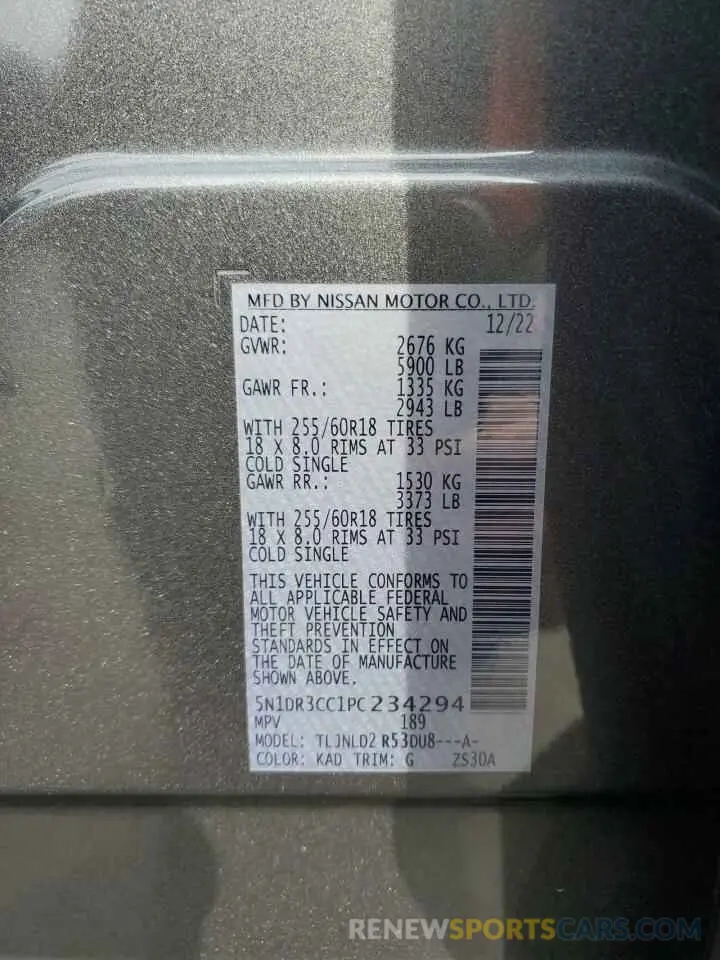 MFD BY NISSAN MOTOR CO., LTD.
DATE: 12/22
GVWR: 2676 KG
5900 LB
GAWR FR.: 1335 KG
2943 LB
WITH 255/60R18 TIRES
18 X 8.0 RIMS AT 33 PSI
COLD SINGLE
GAWR RR.: 1530 KG
3373 LB
WITH 255/60R18 TIRES
18 X 8.0 RIMS AT 33 PSI
COLD SINGLE
THIS VEHICLE CONFORMS TO
ALL APPLICABLE FEDERAL
MOTOR VEHICLE SAFETY AND
THEFT PREVENTION
STANDARDS IN EFFECT ON
THE DATE OF MANUFACTURE
SHOWN ABOVE.
5N1DR3CC1PC234294
MPV 189
MODEL: TLJNLD2 R53DU8---A-
COLOR: KAD TRIM: G ZS30A
RENEWSPORTSCARS.COM